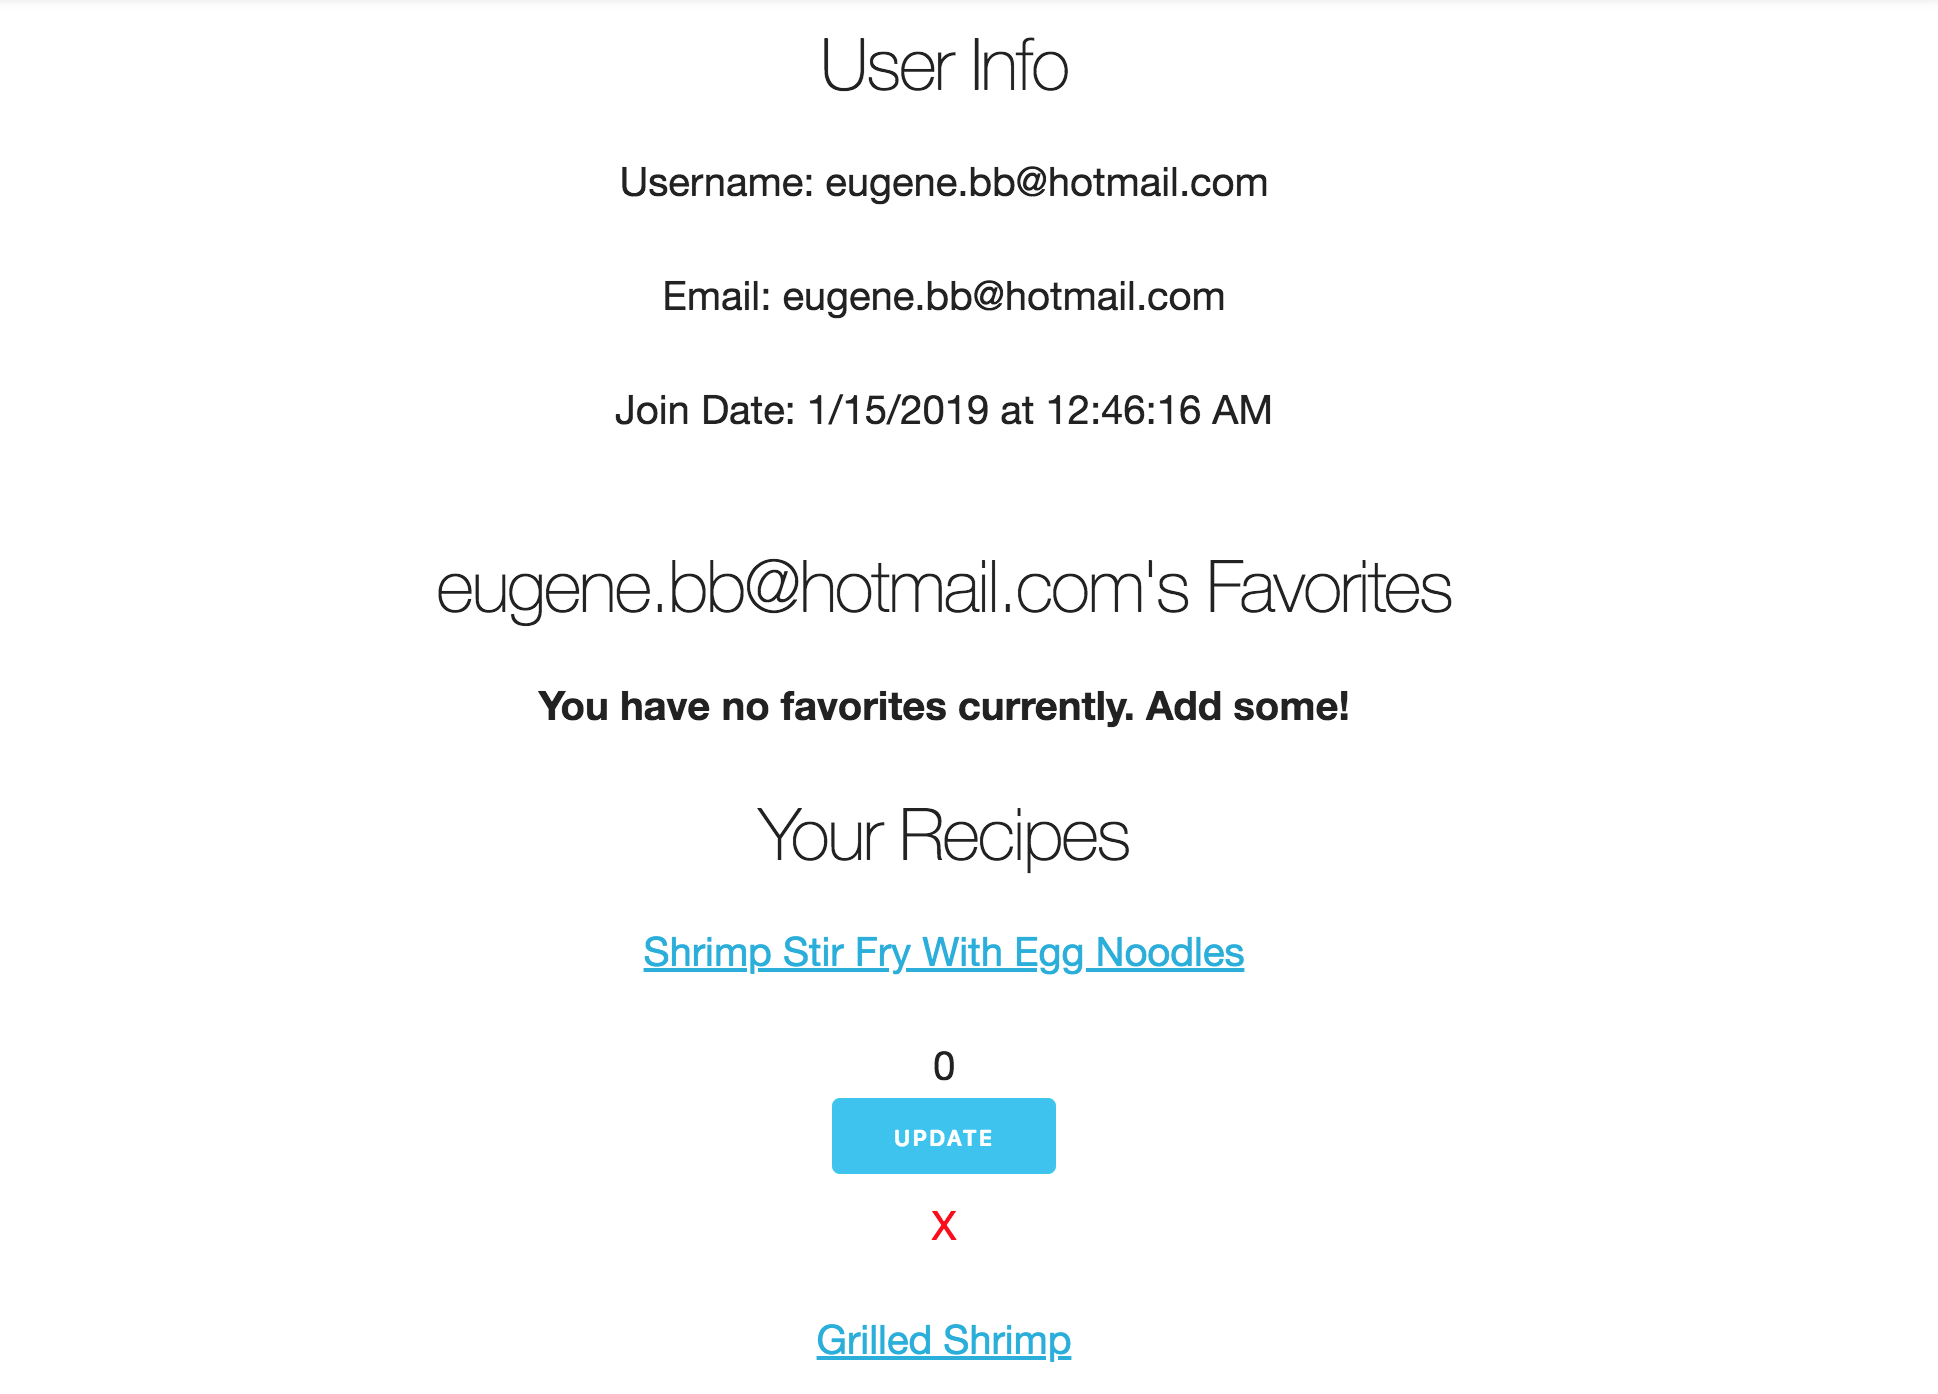 User Info
Username: eugene.bb@hotmail.com
Email: eugene.bb@hotmail.com
Join Date: 1/15/2019 at 12:46:16 AM
eugene.bb@hotmail.com's Favorites
You have no favorites currently. Add some!
Your Recipes
Shrimp Stir Fry With Egg Noodles
0
UPDATE
X
Grilled Shrimp